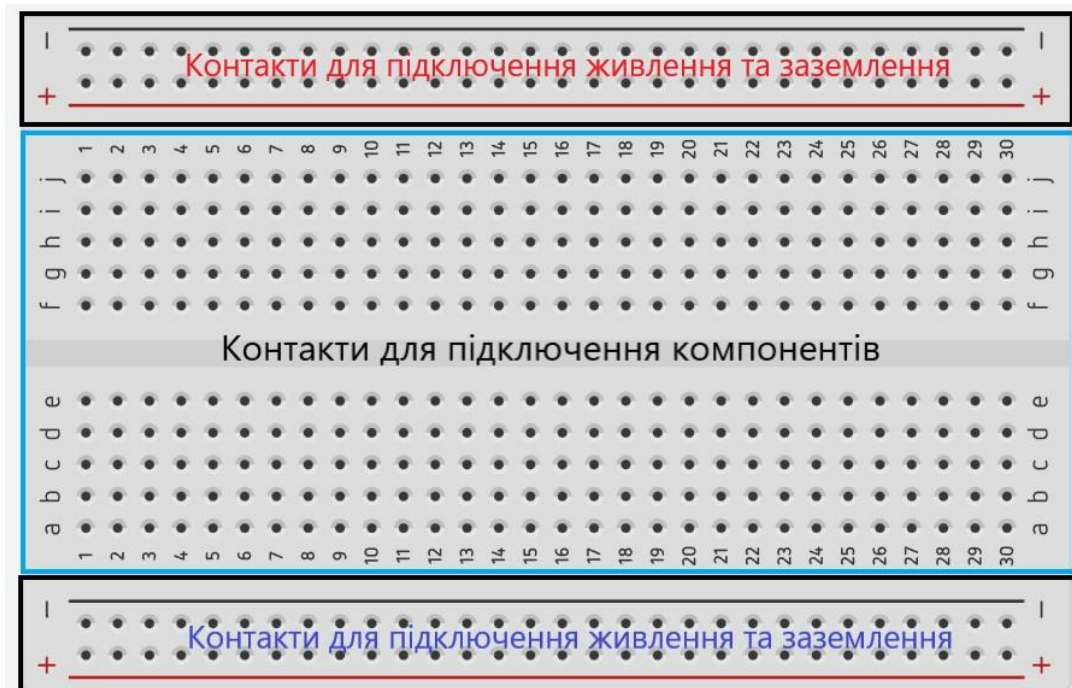 − −
Контакти для підключення живлення та заземлення
+ +
1 2 3 4 5 6 7 8 9 10 11 12 13 14 15 16 17 18 19 20 21 22 23 24 25 26 27 28 29 30
j j
i i
h h
g g
f f
Контакти для підключення компонентів
e e
d d
c c
b b
a a
1 2 3 4 5 6 7 8 9 10 11 12 13 14 15 16 17 18 19 20 21 22 23 24 25 26 27 28 29 30
− −
Контакти для підключення живлення та заземлення
+ +